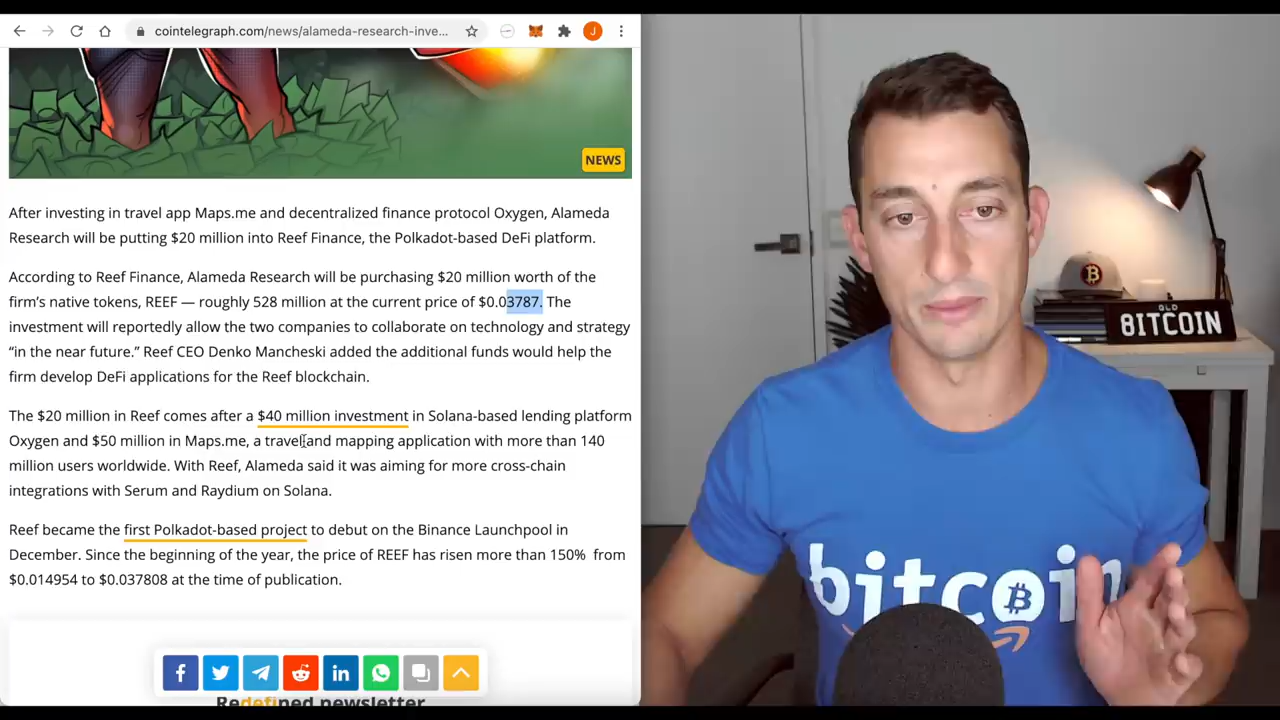 cointelegraph.com/news/alameda-research-inve...
J
NEWS
After investing in travel app Maps.me and decentralized finance protocol Oxygen, Alameda
Research will be putting $20 million into Reef Finance, the Polkadot-based DeFi platform.
According to Reef Finance, Alameda Research will be purchasing $20 million worth of the
firm’s native tokens, REEF — roughly 528 million at the current price of $0.03787. The
investment will reportedly allow the two companies to collaborate on technology and strategy
“in the near future.” Reef CEO Denko Mancheski added the additional funds would help the
firm develop DeFi applications for the Reef blockchain.
The $20 million in Reef comes after a $40 million investment in Solana-based lending platform
Oxygen and $50 million in Maps.me, a travel and mapping application with more than 140
million users worldwide. With Reef, Alameda said it was aiming for more cross-chain
integrations with Serum and Raydium on Solana.
Reef became the first Polkadot-based project to debut on the Binance Launchpool in
December. Since the beginning of the year, the price of REEF has risen more than 150% from
$0.014954 to $0.037808 at the time of publication.
Redefined newsletter
BITCOIN
bitcoin